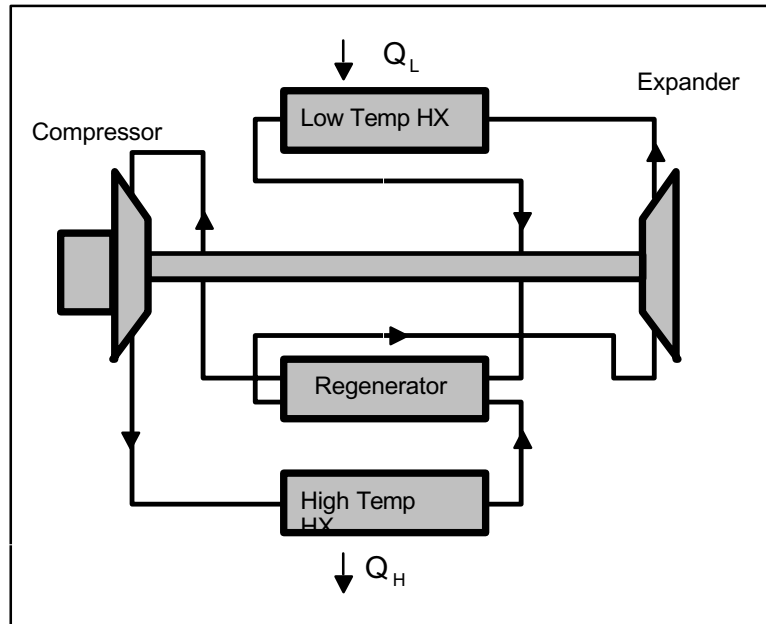 Q L
Expander
Low Temp HX
Compressor
Regenerator
High Temp
HX
Q H